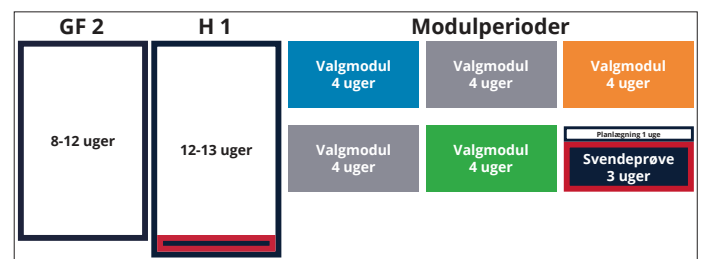 GF 2
H 1
Modulperioder
8-12 uger
12-13 uger
Valgmodul
4 uger
Valgmodul
4 uger
Valgmodul
4 uger
Valgmodul
4 uger
Valgmodul
4 uger
Planlægning 1 uge
Svendeprøve
3 uger